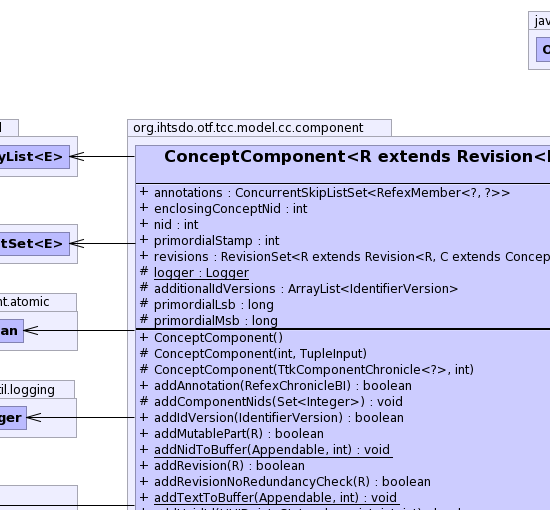 jav
org.ihtsdo.otf.tcc.model.cc.component
yList<E>
ConceptComponent<R extends Revision<
+ annotations : ConcurrentSkipListSet<RefexMember<?, ?>>
+ enclosingConceptNid : int
+ nid : int
+ primordialStamp : int
tSet<E>
+ revisions : RevisionSet<R extends Revision<R, C extends Concep
# logger : Logger
# additionalIdVersions : ArrayList<IdentifierVersion>
nt.atomic
# primordialLsb : long
# primordialMsb : long
an
+ ConceptComponent()
# ConceptComponent(int, TupleInput)
# ConceptComponent(TtkComponentChronicle<?>, int)
til.logging
+ addAnnotation(RefexChronicleBI) : boolean
# addComponentNids(Set<Integer>) : void
ger
+ addIdVersion(IdentifierVersion) : boolean
+ addMutablePart(R) : boolean
+ addNidToBuffer(Appendable, int) : void
+ addRevision(R) : boolean
+ addRevisionNoRedundancyCheck(R) : boolean
+ addTextToBuffer(Appendable, int) : void